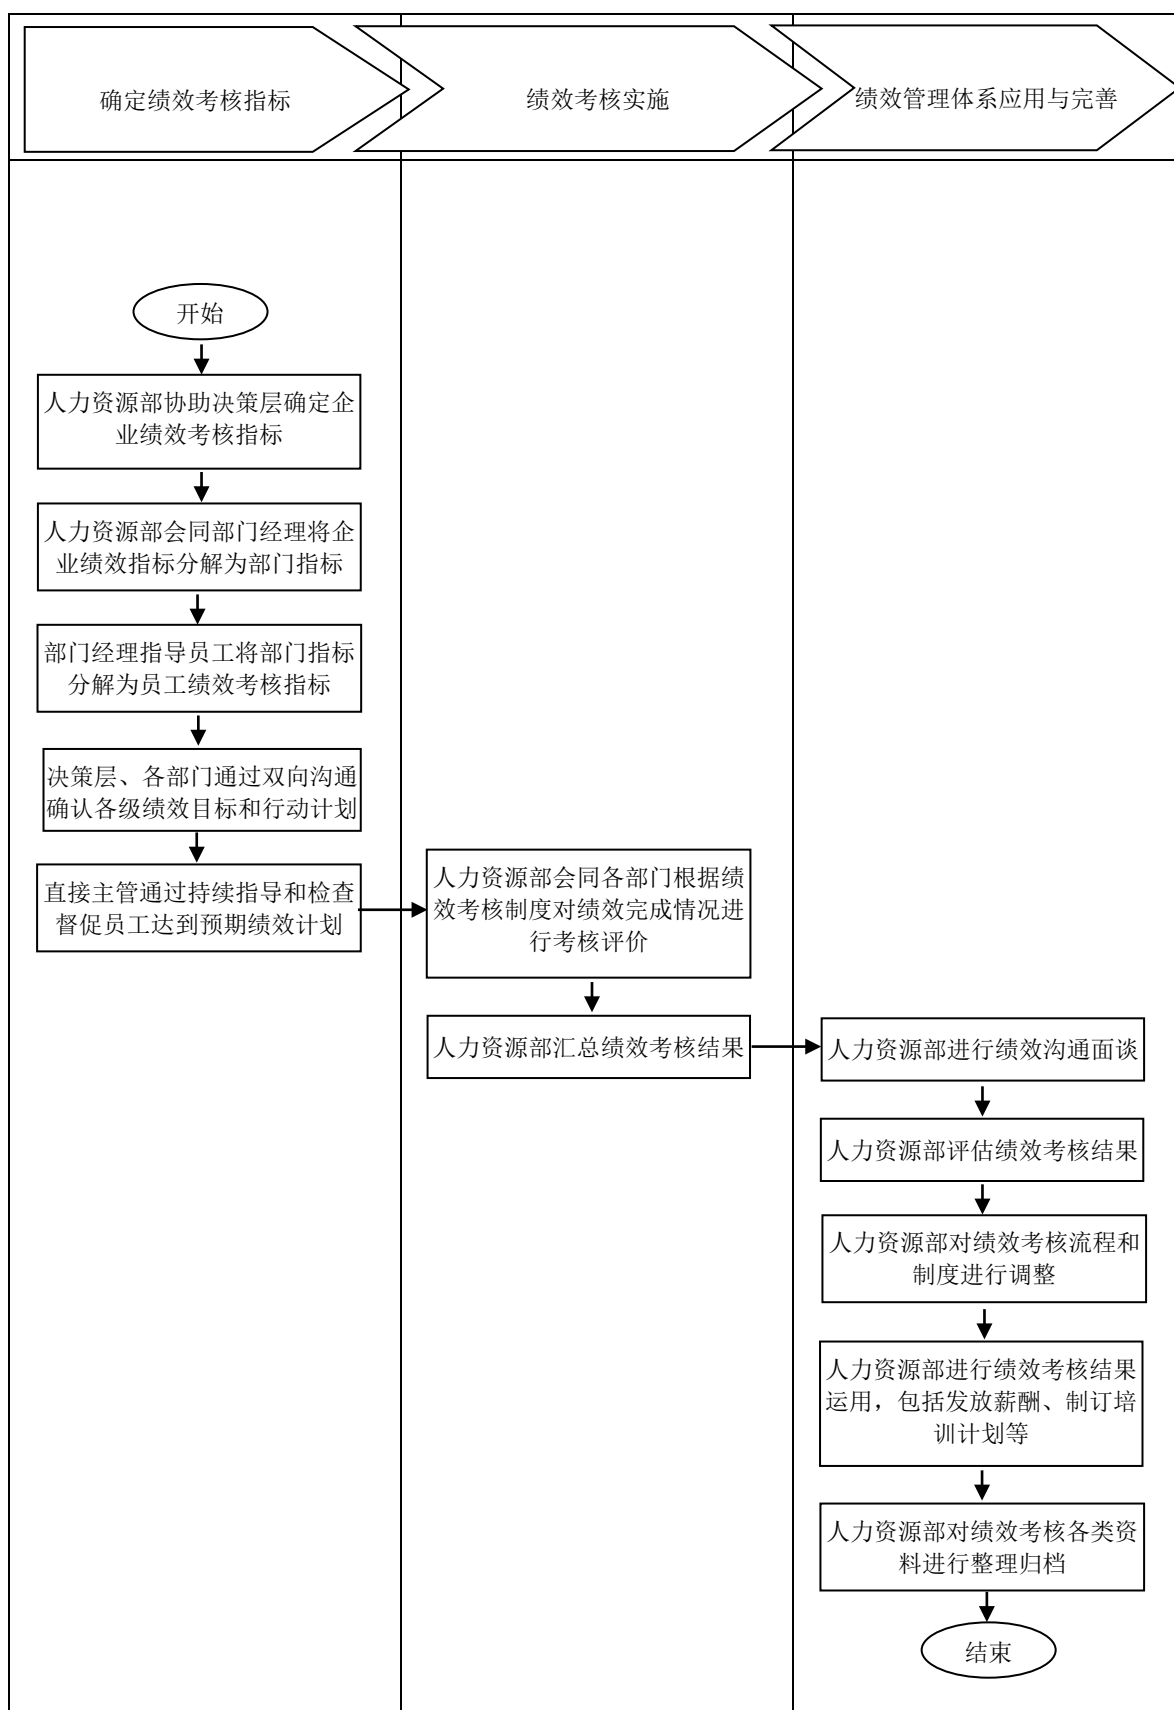 确定绩效考核指标
绩效考核实施
绩效管理体系应用与完善
开始
人力资源部协助决策层确定企
业绩效考核指标
人力资源部会同部门经理将企
业绩效指标分解为部门指标
部门经理指导员工将部门指标
分解为员工绩效考核指标
决策层、各部门通过双向沟通
确认各级绩效目标和行动计划
直接主管通过持续指导和检查
督促员工达到预期绩效计划
人力资源部会同各部门根据绩
效考核制度对绩效完成情况进
行考核评价
人力资源部汇总绩效考核结果
人力资源部进行绩效沟通面谈
人力资源部评估绩效考核结果
人力资源部对绩效考核流程和
制度进行调整
人力资源部进行绩效考核结果
运用，包括发放薪酬、制订培
训计划等
人力资源部对绩效考核各类资
料进行整理归档
结束